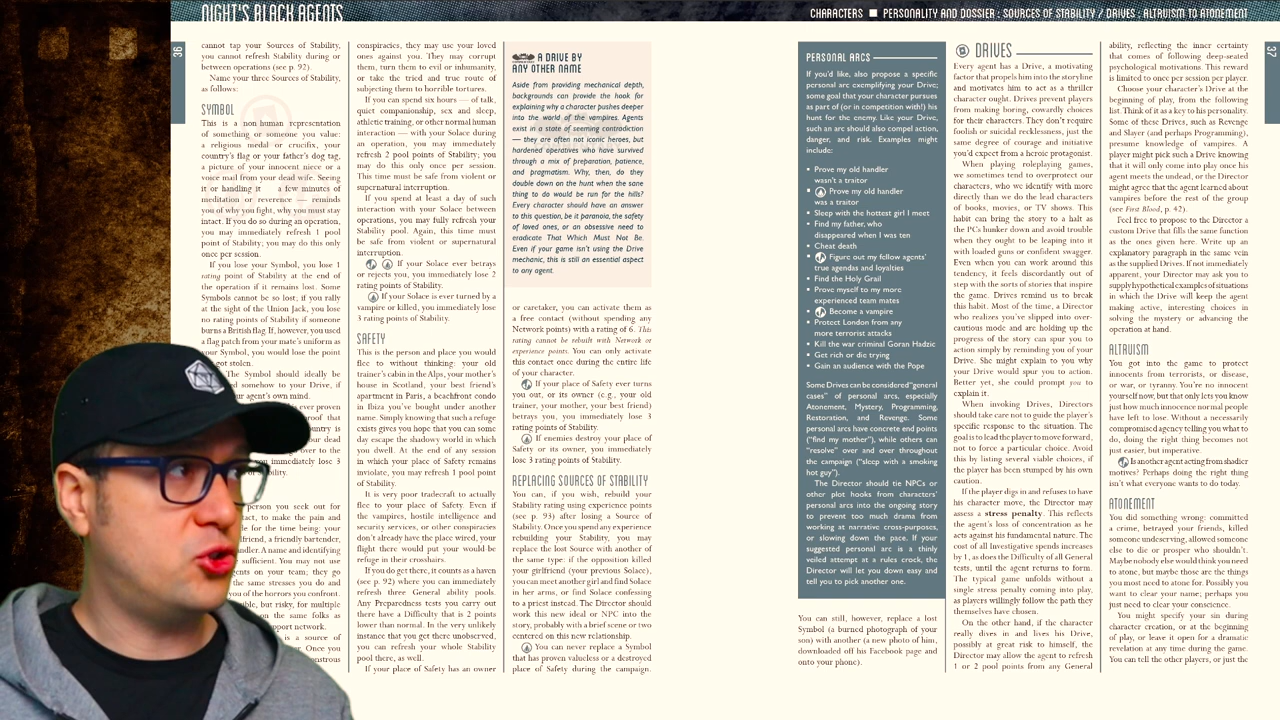 NIGHT'S BLACK AGENTS
CHARACTERS ■ PERSONALITY AND DOSSIER : SOURCES OF STABILITY / DRIVES : ALTRUISM TO ATONEMENT
36
cannot tap your Sources of Stability,
you cannot refresh Stability during or
between operations (see p. 92).
Name your three Sources of Stability,
as follows:
SYMBOL
This is a non-human representation
of something or someone you value:
a religious medal or crucifix, your
country's flag or your father's dog tag,
a picture of your innocent niece or a
voice mail from your dead wife. Seeing
it or handling it — a few minutes of
meditation or reverence — reminds
you of why you fight, why you must stay
intact. If you do so during an operation,
you may immediately refresh 1 pool
point of Stability; you may do this only
once per session.
If you lose your Symbol, you lose 1
rating point of Stability at the end of
the operation if it remains lost. Some
Symbols cannot be so lost; if you rally
at the sight of the Union Jack, you lose
no rating points of Stability if someone
burns a British flag. If, however, you used
a flag patch from your mate's uniform as
your Symbol, you would lose the point
got stolen.
The Symbol should ideally be
somehow to your Drive, if
agent's own mind.
ever proven
that
is
dead
over to the
immediately lose 3
person you seek out for
to make the pain and
for the time being: your
a friendly bartender,
A name and identifying
sufficient. You may not use
on your team; they go
the same stresses you do and
you of the horrors you confront.
but risky, for multiple
on the same folks as
support network.
is a source of
Once you
conspiracies, they may use your loved
ones against you. They may corrupt
them, turn them to evil or inhumanity,
or take the tried and true route of
subjecting them to horrible tortures.
If you can spend six hours — of talk,
quiet companionship, sex and sleep,
athletic training, or other normal human
interaction — with your Solace during
an operation, you may immediately
refresh 2 pool points of Stability; you
may do this only once per session.
This time must be safe from violent or
supernatural interruption.
If you spend at least a day of such
interaction with your Solace between
operations, you may fully refresh your
Stability pool. Again, this time must
be safe from violent or supernatural
interruption.
If your Solace ever betrays
or rejects you, you immediately lose 2
rating points of Stability.
If your Solace is ever turned by a
vampire or killed, you immediately lose
3 rating points of Stability.
SAFETY
This is the person and place you would
flee to without thinking: your old
trainer's cabin in the Alps, your mother's
house in Scotland, your best friend's
apartment in Paris, a beachfront condo
in Ibiza you've bought under another
name. Simply knowing that such a refuge
exists gives you hope that you can some
day escape the shadowy world in which
you dwell. At the end of any session
in which your place of Safety remains
inviolate, you may refresh 1 pool point
of Stability.
It is very poor tradecraft to actually
flee to your place of Safety. Even if
the vampires, hostile intelligence and
security services, or other conspiracies
don't already have the place wired, your
flight there would put your would-be
refuge in their crosshairs.
If you do get there, it counts as a haven
(see p. 92) where you can immediately
refresh three General ability pools.
Any Preparedness tests you carry out
there have a Difficulty that is 2 points
lower than normal. In the very unlikely
instance that you get there unobserved,
you can refresh your whole Stability
pool there, as well.
If your place of Safety has an owner
A DRIVE BY
ANY OTHER NAME
Aside from providing mechanical depth,
backgrounds can provide the hook for
explaining why a character pushes deeper
into the world of the vampires. Agents
exist in a state of seeming contradiction
— they are often not iconic heroes, but
hardened operatives who have survived
through a mix of preparation, patience,
and pragmatism. Why, then, do they
double down on the hunt when the sane
thing to do would be run for the hills?
Every character should have an answer
to this question, be it paranoia, the safety
of loved ones, or an obsessive need to
eradicate That Which Must Not Be.
Even if your game isn't using the Drive
mechanic, this is still an essential aspect
to any agent.
or caretaker, you can activate them as
a free contact (without spending any
Network points) with a rating of 6. This
rating cannot be rebuilt with Network or
experience points. You can only activate
this contact once during the entire life
of your character.
If your place of Safety ever turns
you out, or its owner (e.g., your old
trainer, your mother, your best friend)
betrays you, you immediately lose 3
rating points of Stability.
If enemies destroy your place of
Safety or its owner, you immediately
lose 3 rating points of Stability.
REPLACING SOURCES OF STABILITY
You can, if you wish, rebuild your
Stability rating using experience points
(see p. 93) after losing a Source of
Stability. Once you spend any experience
rebuilding your Stability, you may
replace the lost Source with another of
the same type: if the opposition killed
your girlfriend (your previous Solace),
you can meet another girl and find Solace
in her arms, or find Solace confessing
to a priest instead. The Director should
work this new ideal or NPC into the
story, probably with a brief scene or two
centered on this new relationship.
You can never replace a Symbol
that has proven valueless or a destroyed
place of Safety during the campaign.
PERSONAL ARCS
If you'd like, also propose a specific
personal arc exemplifying your Drive;
some goal that your character pursues
as part of (or in competition with!) his
hunt for the enemy. Like your Drive,
such an arc should also compel action,
danger, and risk. Examples might
include:
▪ Prove my old handler
wasn't a traitor
▪ Prove my old handler
was a traitor
▪ Sleep with the hottest girl I meet
▪ Find my father, who
disappeared when I was ten
▪ Cheat death
▪ Figure out my fellow agents'
true agendas and loyalties
▪ Find the Holy Grail
▪ Prove myself to my more
experienced team mates
▪ Become a vampire
▪ Protect London from any
more terrorist attacks
▪ Kill the war criminal Goran Hadzic
▪ Get rich or die trying
▪ Gain an audience with the Pope
Some Drives can be considered "general
cases" of personal arcs, especially
Atonement, Mystery, Programming,
Restoration, and Revenge. Some
personal arcs have concrete end points
("find my mother"), while others can
"resolve" over and over throughout
the campaign ("sleep with a smoking
hot guy").
The Director should tie NPCs or
other plot hooks from characters'
personal arcs into the ongoing story
to prevent too much drama from
working at narrative cross-purposes,
or slowing down the pace. If your
suggested personal arc is a thinly
veiled attempt at a rules crock, the
Director will let you down easy and
tell you to pick another one.
You can still, however, replace a lost
Symbol (a burned photograph of your
son) with another (a new photo of him,
downloaded off his Facebook page and
onto your phone).
DRIVES
Every agent has a Drive, a motivating
factor that propels him into the storyline
and motivates him to act as a thriller
character ought. Drives prevent players
from making boring, cowardly choices
for their characters. They don't require
foolish or suicidal recklessness, just the
same degree of courage and initiative
you'd expect from a heroic protagonist.
When playing roleplaying games,
we sometimes tend to overprotect our
characters, who we identify with more
directly than we do the lead characters
of books, movies, or TV shows. This
habit can bring the story to a halt as
the PCs hunker down and avoid trouble
when they ought to be leaping into it
with loaded guns or confident swagger.
Even when you can work around this
tendency, it feels discordantly out of
step with the sorts of stories that inspire
the game. Drives remind us to break
this habit. Most of the time, a Director
who realizes you've slipped into over-
cautious mode and are holding up the
progress of the story can spur you to
action simply by reminding you of your
Drive. She might explain to you why
your Drive would spur you to action.
Better yet, she could prompt you to
explain it.
When invoking Drives, Directors
should take care not to guide the player's
specific response to the situation. The
goal is to lead the player to move forward,
not to force a particular choice. Avoid
this by listing several viable choices, if
the player has been stumped by his own
caution.
If the player digs in and refuses to have
his character move, the Director may
assess a stress penalty. This reflects
the agent's loss of concentration as he
acts against his fundamental nature. The
cost of all Investigative spends increases
by 1, as does the Difficulty of all General
tests, until the agent returns to form.
The typical game unfolds without a
single stress penalty coming into play,
as players willingly follow the path they
themselves have chosen.
On the other hand, if the character
really dives in and lives his Drive,
possibly at great risk to himself, the
Director may allow the agent to refresh
1 or 2 pool points from any General
37
ability, reflecting the inner certainty
that comes of following deep-seated
psychological motivations. This reward
is limited to once per session per player.
Choose your character's Drive at the
beginning of play, from the following
list. Think of it as a key to his personality.
Some of these Drives, such as Revenge
and Slayer (and perhaps Programming),
presume knowledge of vampires. A
player might pick such a Drive knowing
that it will only come into play once his
agent meets the undead, or the Director
might agree that the agent learned about
vampires before the rest of the group
(see First Blood, p. 42).
Feel free to propose to the Director a
custom Drive that fills the same function
as the ones given here. Write up an
explanatory paragraph in the same vein
as the supplied Drives. If not immediately
apparent, your Director may ask you to
supply hypothetical examples of situations
in which the Drive will keep the agent
making active, interesting choices in
solving the mystery or advancing the
operation at hand.
ALTRUISM
You got into the game to protect
innocents from terrorists, or disease,
or war, or tyranny. You're no innocent
yourself now, but that only lets you know
just how much innocent normal people
have left to lose. Without a necessarily
compromised agency telling you what to
do, doing the right thing becomes not
just easier, but imperative.
Is another agent acting from shadier
motives? Perhaps doing the right thing
isn't what everyone wants to do today.
ATONEMENT
You did something wrong: committed
a crime, betrayed your friends, killed
someone undeserving, allowed someone
else to die or prosper who shouldn't.
Maybe nobody else would think you need
to atone, but maybe those are the things
you most need to atone for. Possibly you
want to clear your name; perhaps you
just need to clear your conscience.
You might specify your sin during
character creation, or at the beginning
of play, or leave it open for a dramatic
revelation at any time during the game.
You can tell the other players, or just the